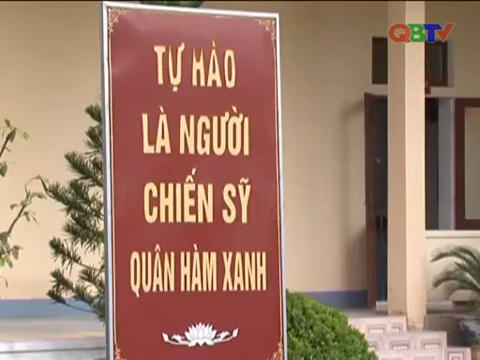 QBTV
TỰ HÀO
LÀ NGƯỜI
CHIẾN SỸ
QUÂN HÀM XANH